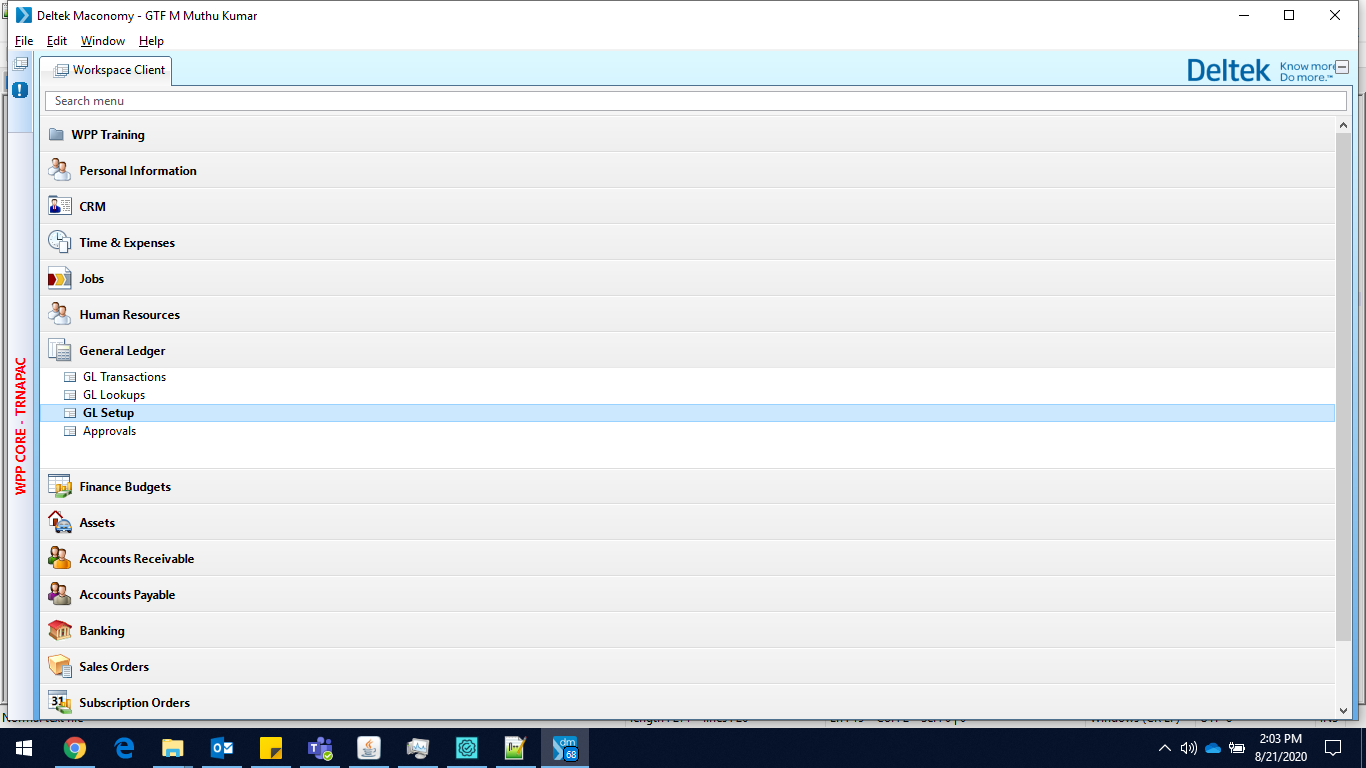 Deltek Maconomy - GTF M Muthu Kumar
File Edit Window Help
Workspace Client
Deltek Know more
Do more.™
Search menu
WPP Training
Personal Information
CRM
Time & Expenses
Jobs
Human Resources
General Ledger
GL Transactions
GL Lookups
GL Setup
Approvals
Finance Budgets
Assets
Accounts Receivable
Accounts Payable
Banking
Sales Orders
31 Subscription Orders
WPP CORE - TRNAPAC
dm
68
2:03 PM
8/21/2020